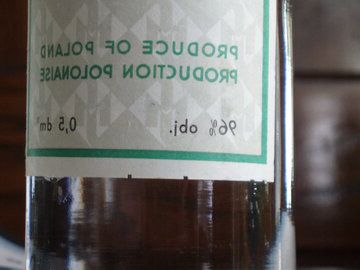 PRODUCE OF POLAND
PRODUCTION POLONAISE
96% obj. 0,5 dm³